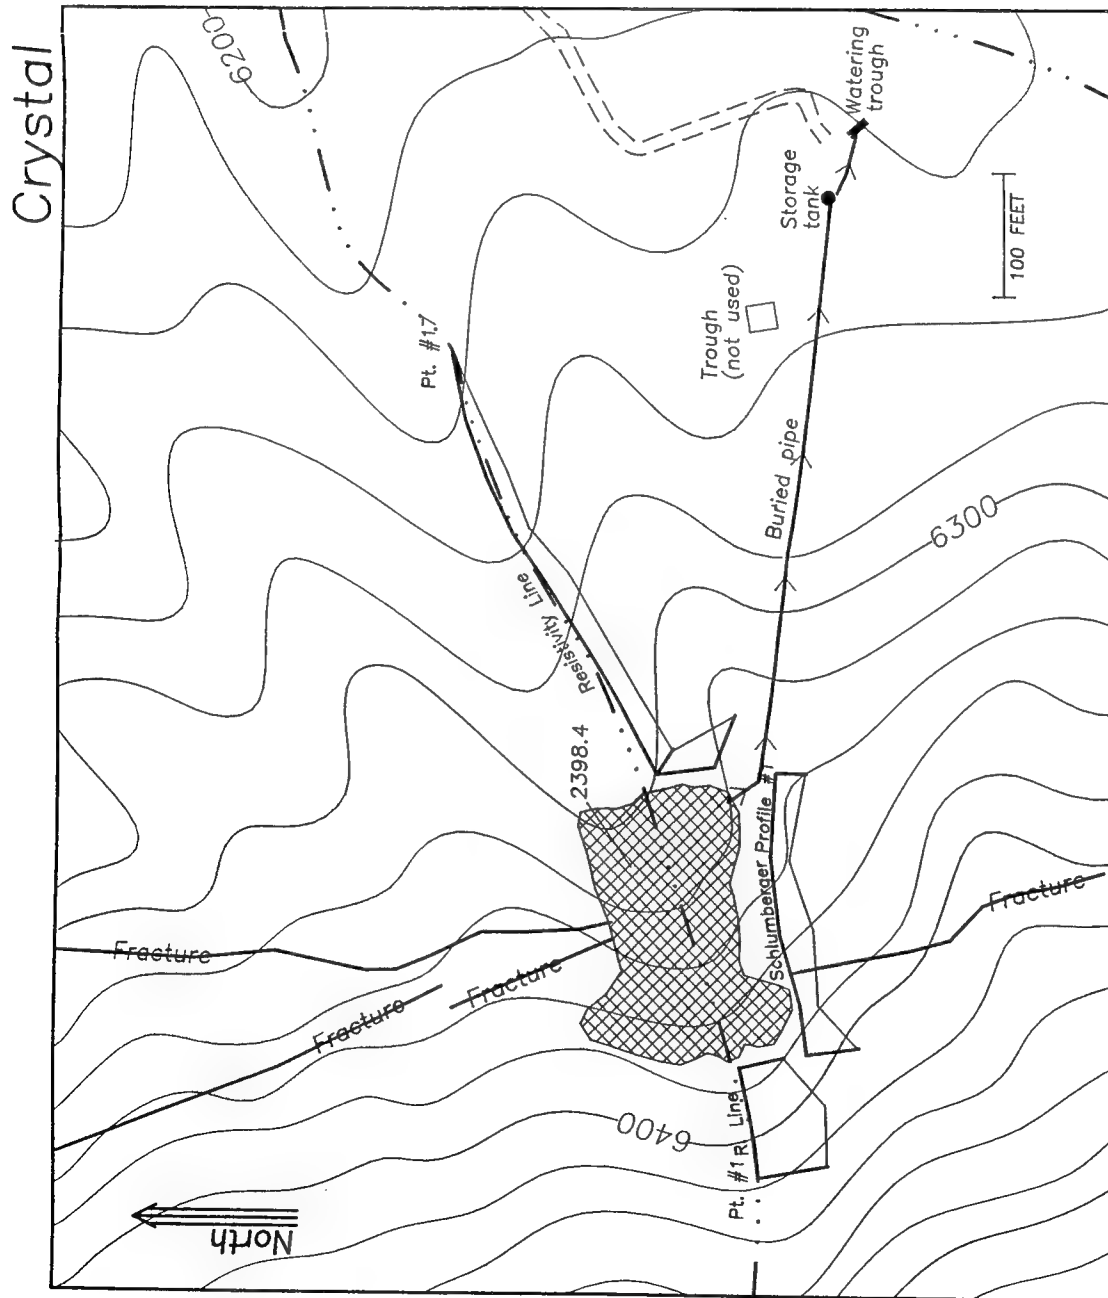 Crystal
6200
Watering
trough
Storage
tank
100 FEET
Trough
(not used)
Pt. #17
Buried pipe
6300
Resistivity Line
2398.4
Schlumberger Profile #1
Fracture
Fracture
Fracture
Fracture
6400
Pt. #1
R. Line
North